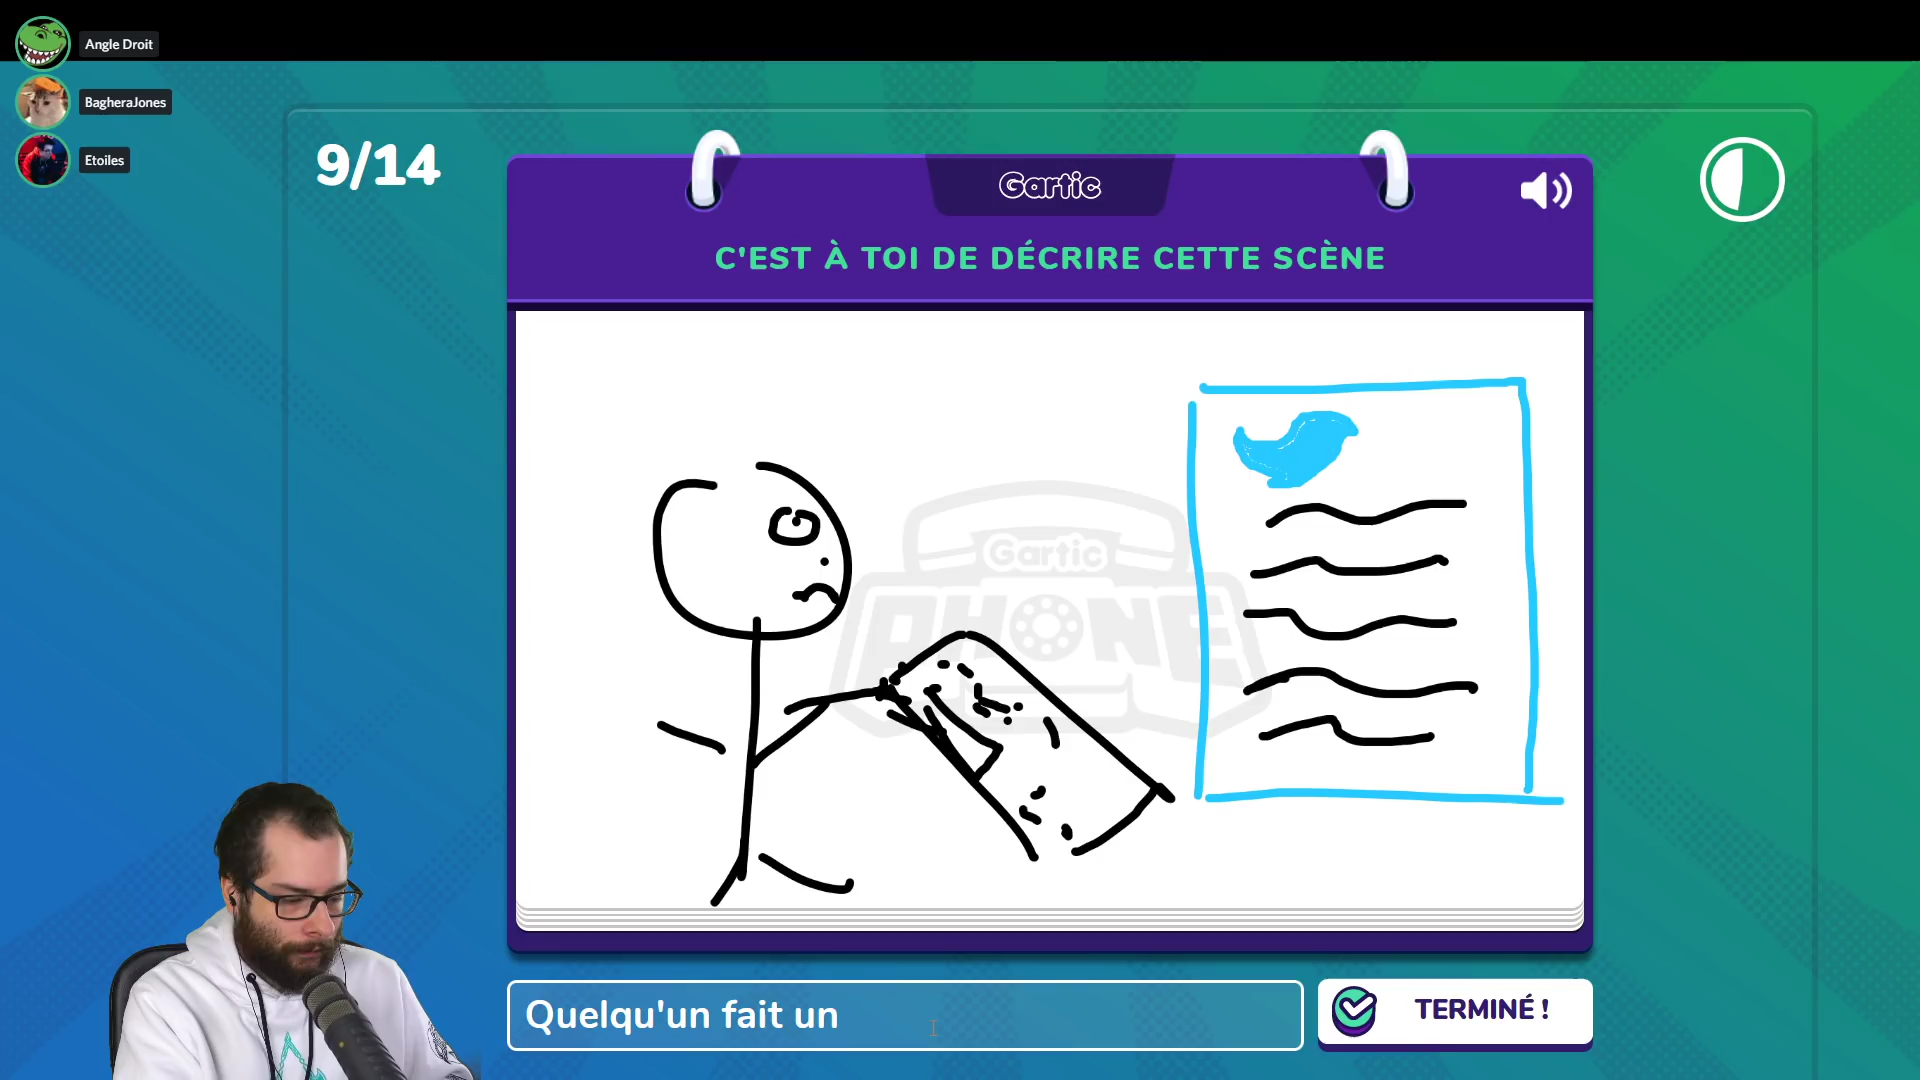 Angle Droit
BagheraJones
Etoiles
9/14
Gartic
C'EST À TOI DE DÉCRIRE CETTE SCÈNE
Gartic
PHONE
Quelqu'un fait un
TERMINÉ !